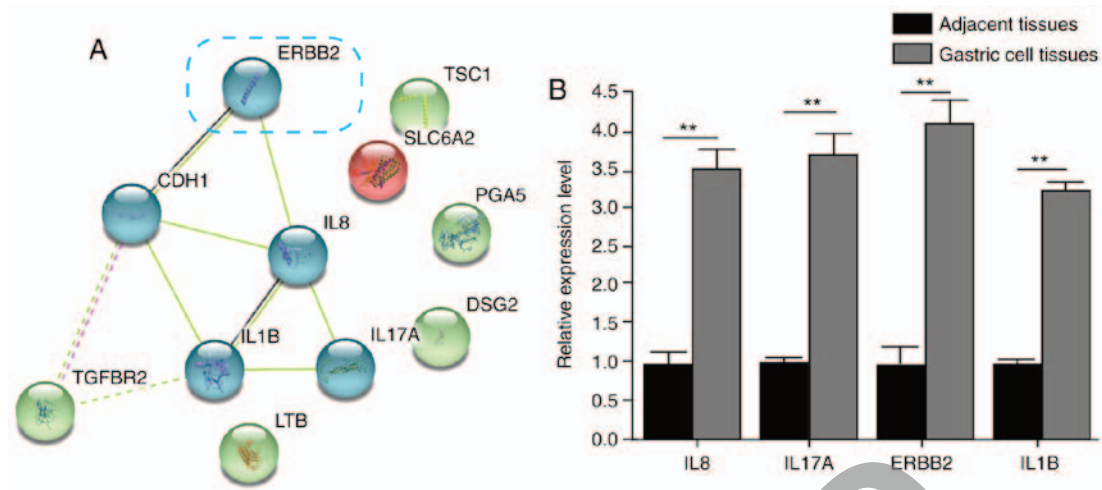 A
ERBB2
TSC1
SLC6A2
CDH1
PGA5
IL8
DSG2
IL1B
IL17A
TGFBR2
LTB
Adjacent tissues
Gastric cell tissues
B
Relative expression level
4.5
4.0
3.5
3.0
2.5
2.0
1.5
1.0
0.5
0.0
**
**
**
**
IL8 IL17A ERBB2 IL1B